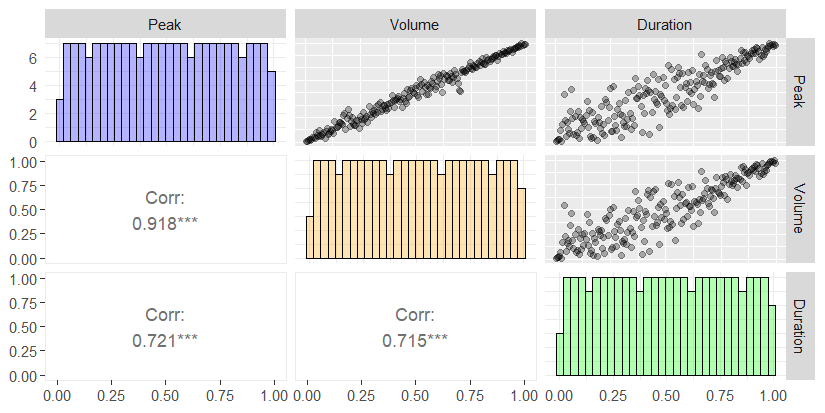 Peak Volume Duration
6
4
2
0
Peak
1.00
0.75
0.50
0.25
0.00
Corr:
0.918***
Volume
1.00
0.75
0.50
0.25
0.00
Corr:
0.721***
Corr:
0.715***
Duration
0.00 0.25 0.50 0.75 1.00 0.00 0.25 0.50 0.75 1.00 0.00 0.25 0.50 0.75 1.00